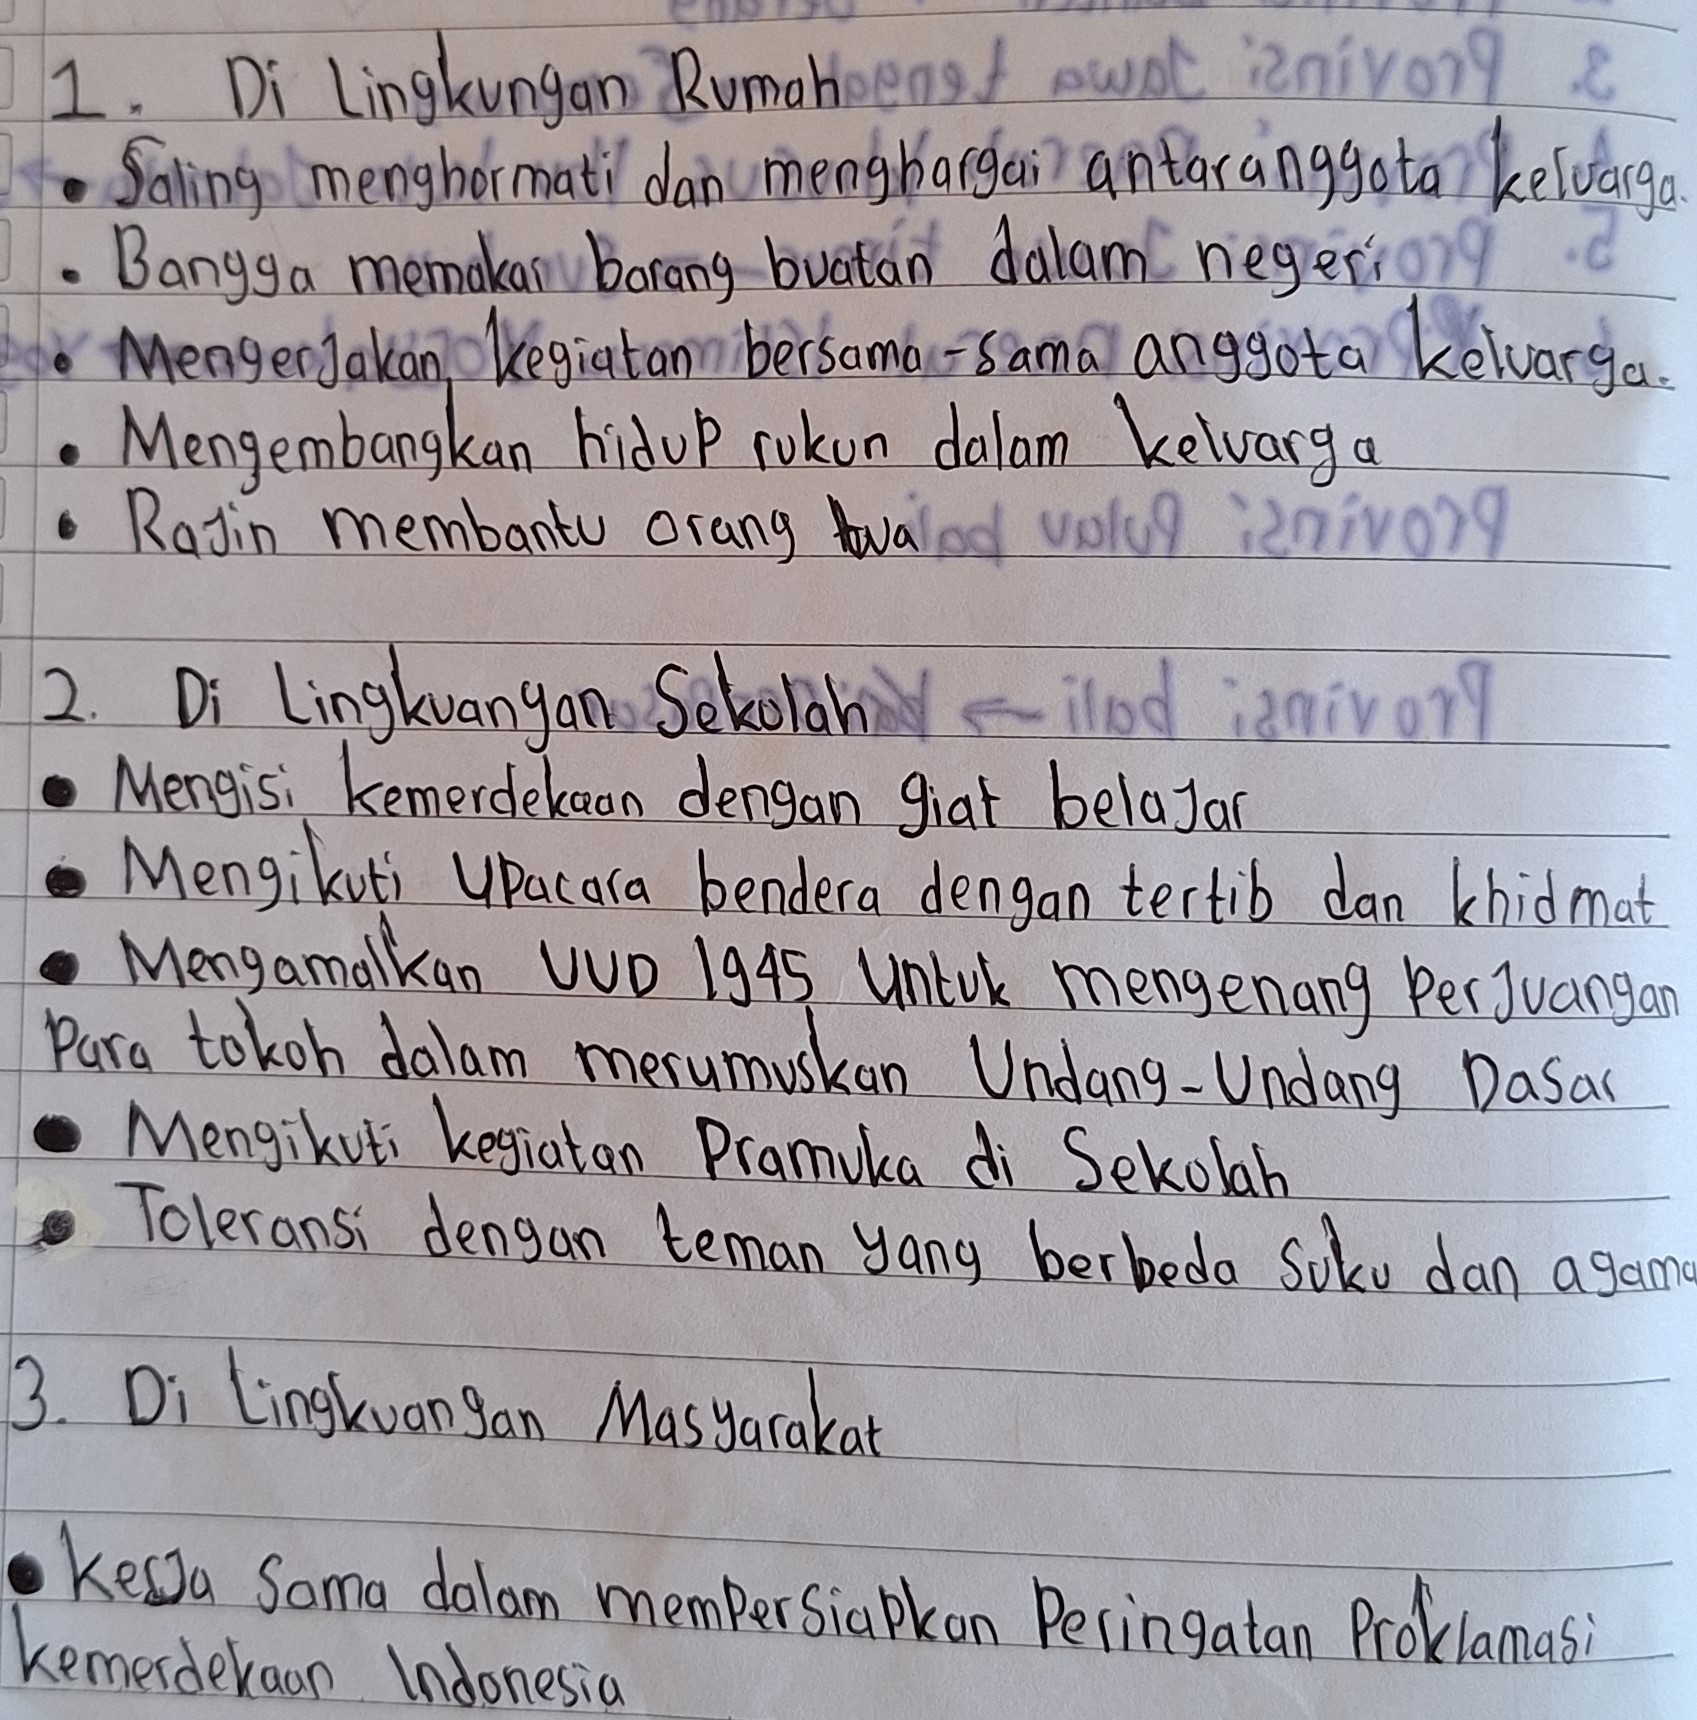 1. Di Lingkungan Rumah
• Saling menghormati dan menghargai antaranggota keluarga.
• Bangga memakai barang buatan dalam negeri
• Mengerjakan kegiatan bersama-sama anggota keluarga.
• Mengembangkan hidup rukun dalam keluarga
• Rajin membantu orang tua
2. Di Lingkuangan Sekolah
• Mengisi kemerdekaan dengan giat belajar
• Mengikuti upacara bendera dengan tertib dan khidmat
• Mengamalkan UUD 1945 Untuk mengenang Perjuangan
Para tokoh dalam merumuskan Undang-Undang Dasar
• Mengikuti kegiatan Pramuka di Sekolah
• Toleransi dengan teman yang berbeda Suku dan agama
3. Di Lingkuangan Masyarakat
• Kerja Sama dalam memPersiaPkan Peringatan Proklamasi
kemerdekaan Indonesia